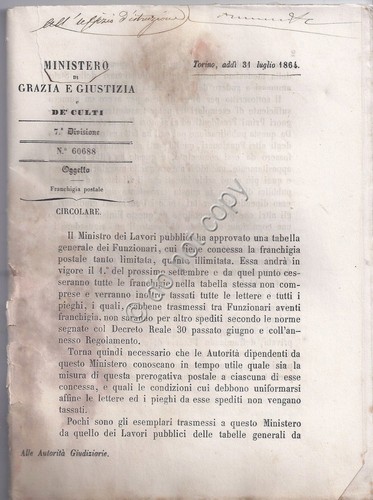 all'uffizio d'istruzione
MINISTERO
DI
GRAZIA E GIUSTIZIA
E
DE' CULTI
7.ª Divisione
N.º 60688
Oggetto
Franchigia postale
CIRCOLARE.
Torino, addì 31 luglio 1864.
Il Ministro dei Lavori pubblici ha approvato una tabella
generale dei Funzionari, cui viene concessa la franchigia
postale tanto limitata, quanto illimitata. Essa andrà in
vigore il 1.º del prossimo settembre e da quel punto ces-
seranno tutte le franchigie nella tabella stessa non com-
prese e verranno inoltre tassati tutte le lettere e tutti i
pieghi, i quali, sebbene trasmessi tra Funzionari aventi
franchigia, non saranno per altro spediti secondo le norme
segnate col Decreto Reale 30 passato giugno e coll'an-
nesso Regolamento.
Torna quindi necessario che le Autorità dipendenti da
questo Ministero conoscano in tempo utile quale sia
la misura di questa prerogativa postale a ciascuna di esse
concessa, e quali le condizioni cui debbono uniformarsi
affine le lettere ed i pieghi da esse spediti non vengano
tassati.
Pochi sono gli esemplari trasmessi a questo Ministero
da quello dei Lavori pubblici delle tabelle generali da
Alle Autorità Giudiziarie.
do not copy